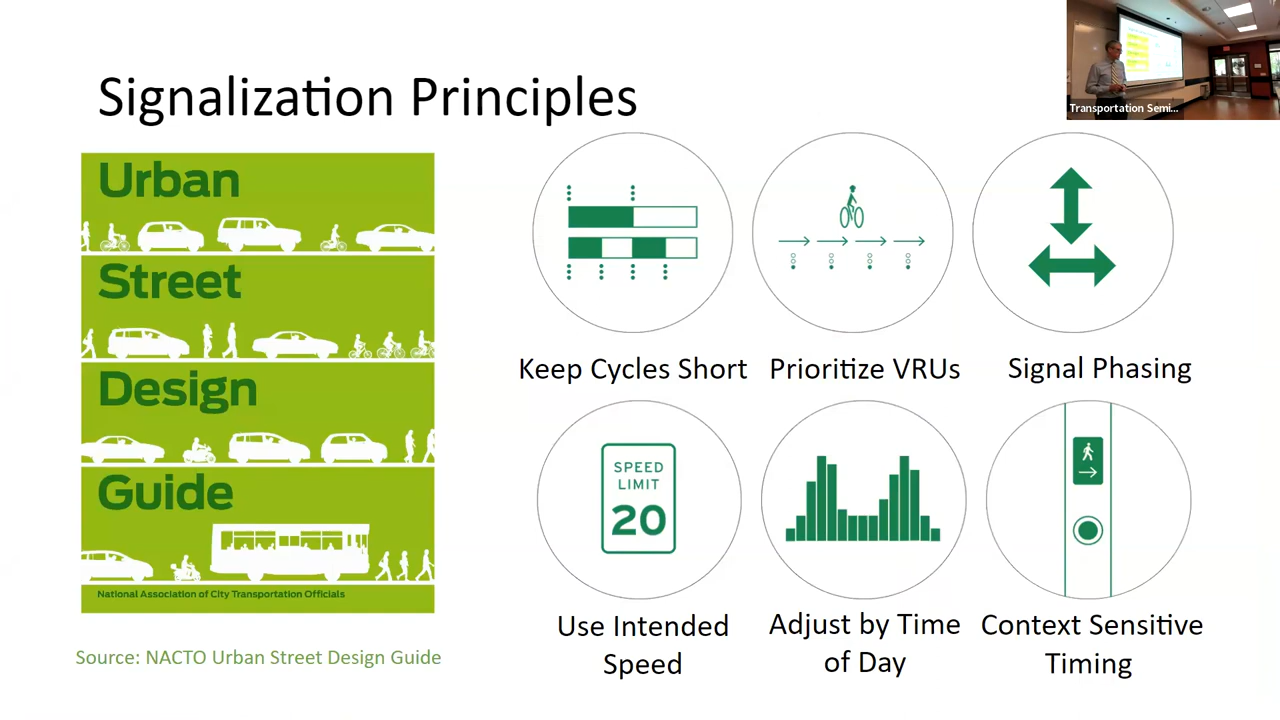 Signalization Principles
Transportation Semi...
Urban
Street
Design
Guide
National Association of City Transportation Officials
Source: NACTO Urban Street Design Guide
Keep Cycles Short
Prioritize VRUs
Signal Phasing
SPEED
LIMIT
20
Use Intended
Speed
Adjust by Time
of Day
Context Sensitive
Timing